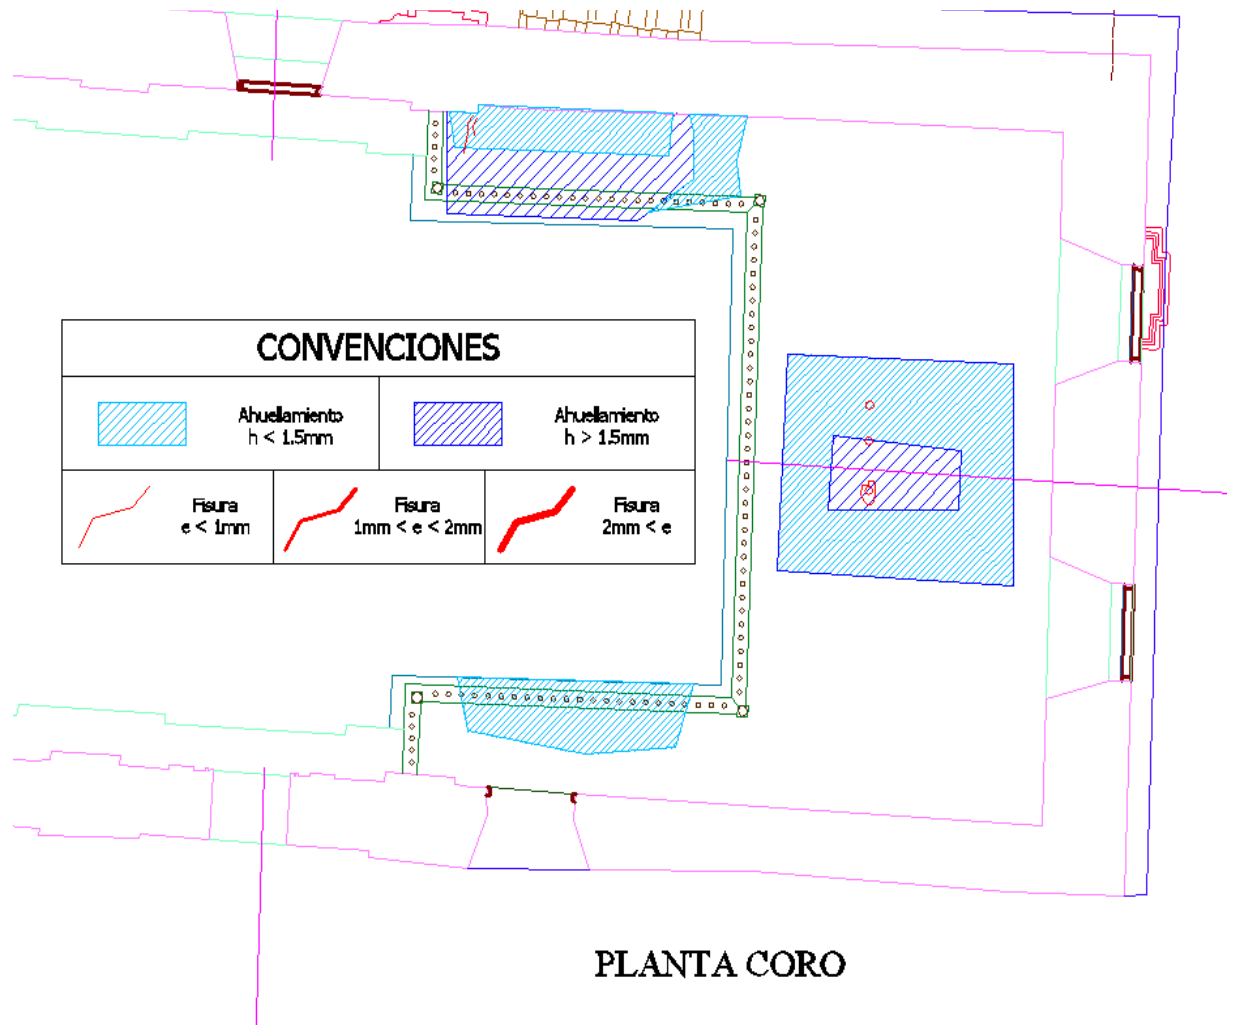 CONVENCIONES
Ahuellamiento
h < 1.5mm
Ahuellamiento
h > 1.5mm
Fisura
e < 1mm
Fisura
1mm < e < 2mm
Fisura
2mm < e
PLANTA CORO